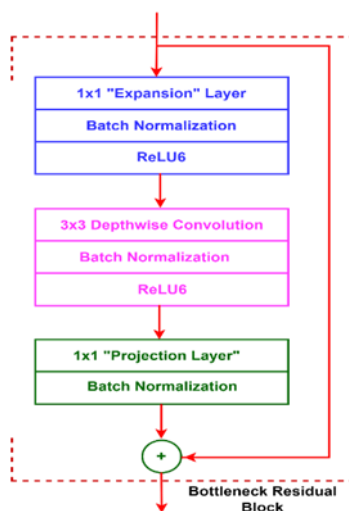 1x1 "Expansion" Layer
Batch Normalization
ReLU6
3x3 Depthwise Convolution
Batch Normalization
ReLU6
1x1 "Projection Layer"
Batch Normalization
+
Bottleneck Residual
Block